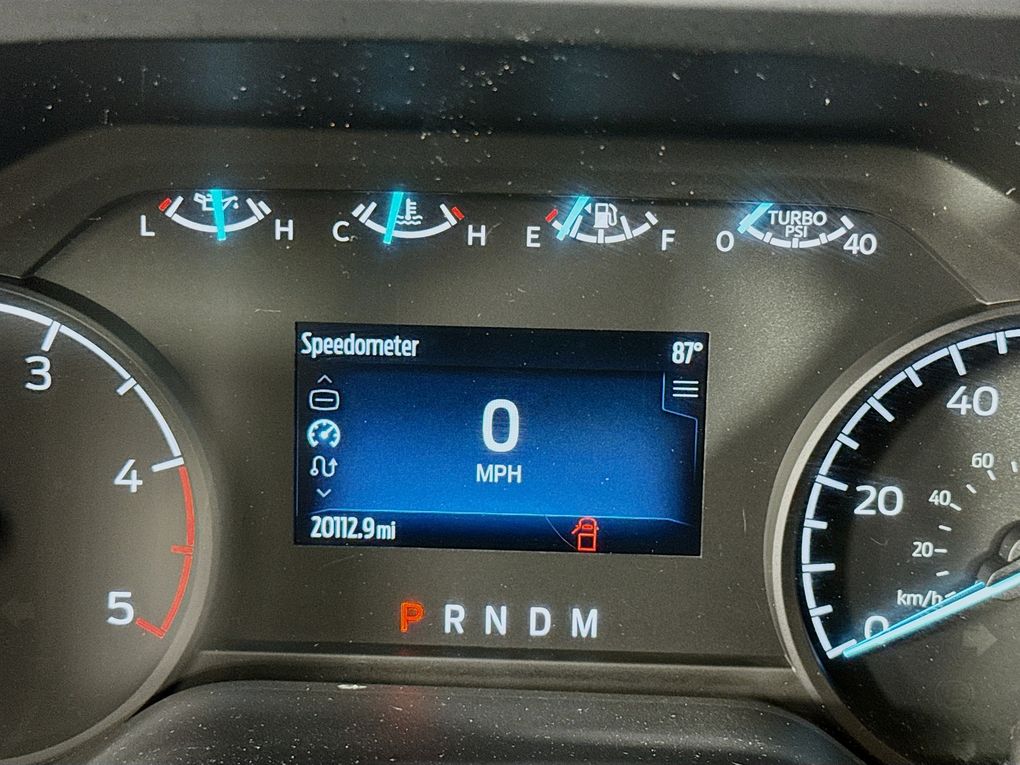 L H
C H
E F
0 TURBO PSI 40
3
4
5
Speedometer 87°
0
MPH
20112.9mi
P R N D M
0
20
40
km/h
20
40
60